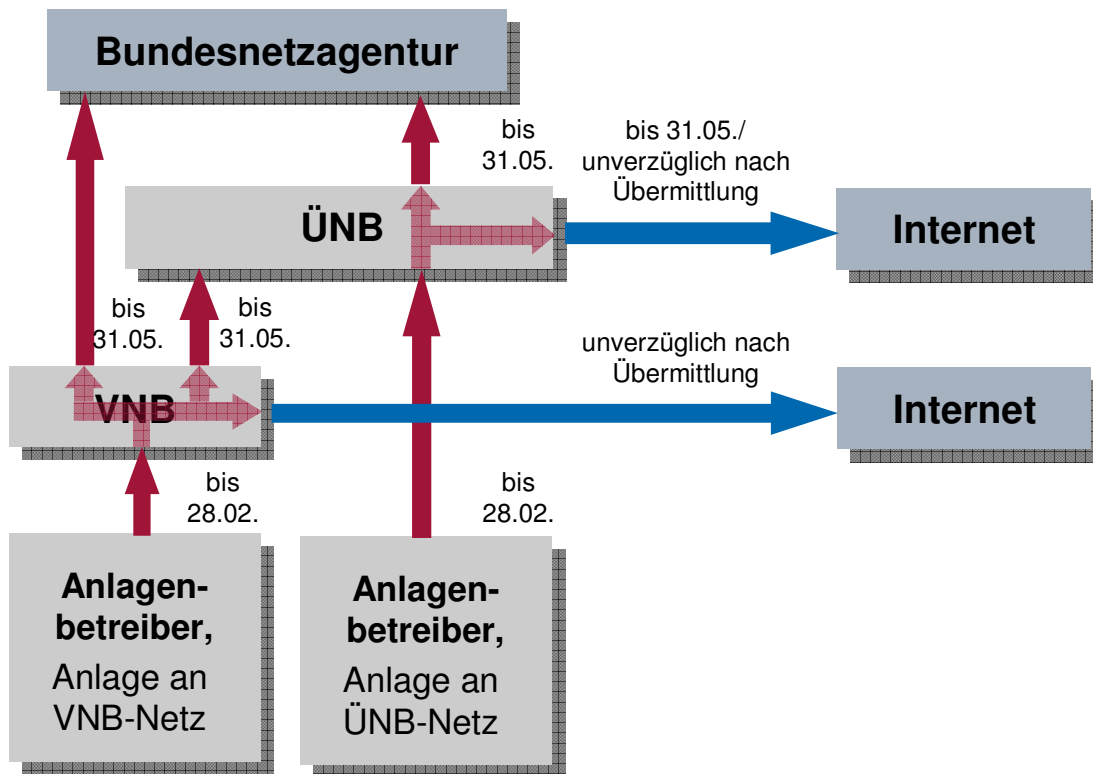 Bundesnetzagentur
bis
31.05.
bis 31.05./
unverzüglich nach
Übermittlung
ÜNB
Internet
bis
31.05.
bis
31.05.
unverzüglich nach
Übermittlung
VNB
Internet
bis
28.02.
bis
28.02.
Anlagen-
betreiber,
Anlage an
VNB-Netz
Anlagen-
betreiber,
Anlage an
ÜNB-Netz